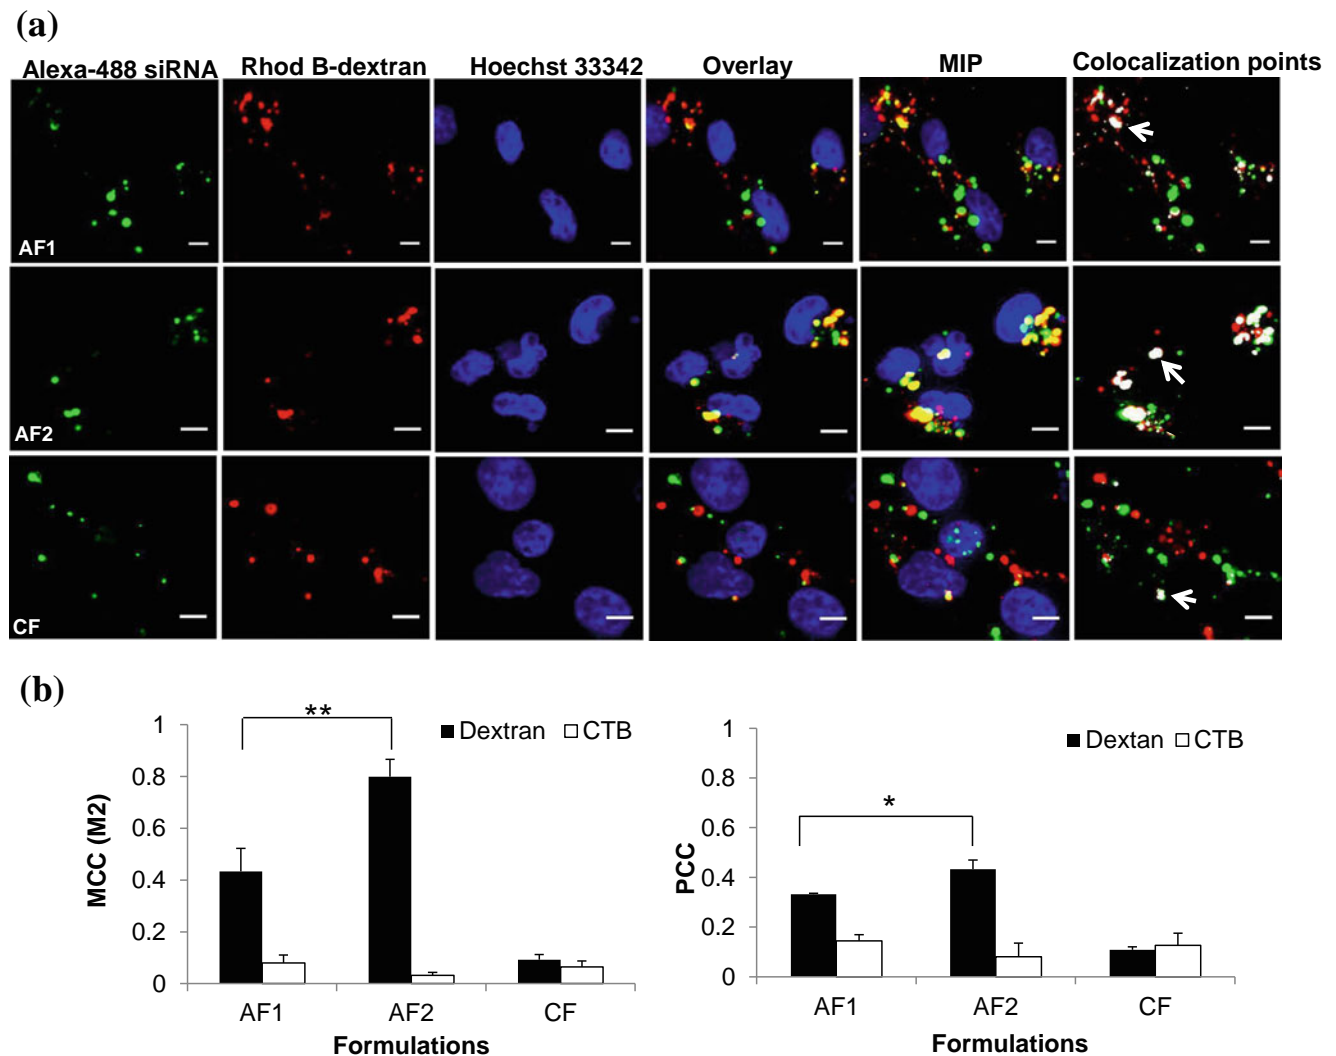 (a)
Alexa-488 siRNA Rhod B-dextran Hoechst 33342 Overlay MIP Colocalization points
AF1
AF2
CF
(b)
**
Dextran CTB
1
0.8
0.6
0.4
0.2
0
MCC (M2)
AF1 AF2 CF
Formulations
*
Dextan CTB
1
0.8
0.6
0.4
0.2
0
PCC
AF1 AF2 CF
Formulations